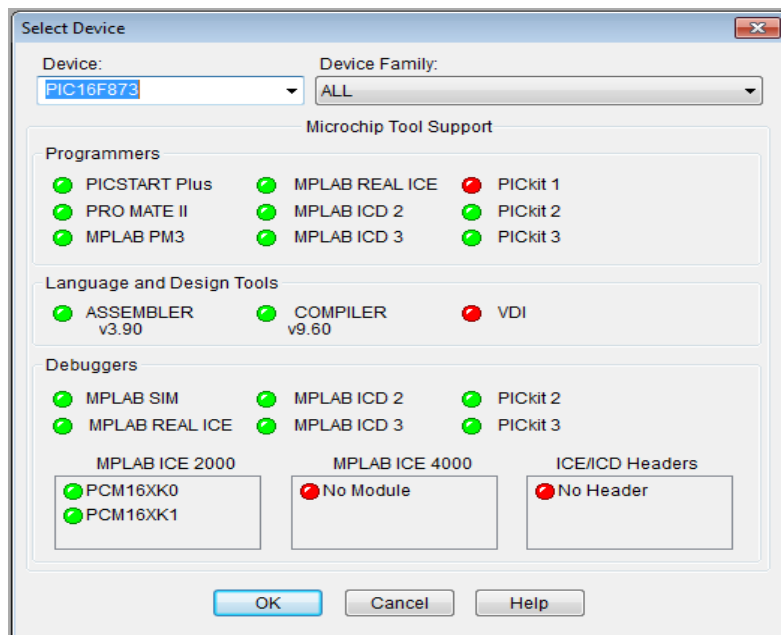 Select Device
Device: Device Family:
PIC16F873 ALL
Microchip Tool Support
Programmers
PICSTART Plus MPLAB REAL ICE PICkit 1
PRO MATE II MPLAB ICD 2 PICkit 2
MPLAB PM3 MPLAB ICD 3 PICkit 3
Language and Design Tools
ASSEMBLER COMPILER VDI
v3.90 v9.60
Debuggers
MPLAB SIM MPLAB ICD 2 PICkit 2
MPLAB REAL ICE MPLAB ICD 3 PICkit 3
MPLAB ICE 2000 MPLAB ICE 4000 ICE/ICD Headers
PCM16XK0 No Module No Header
PCM16XK1
OK Cancel Help